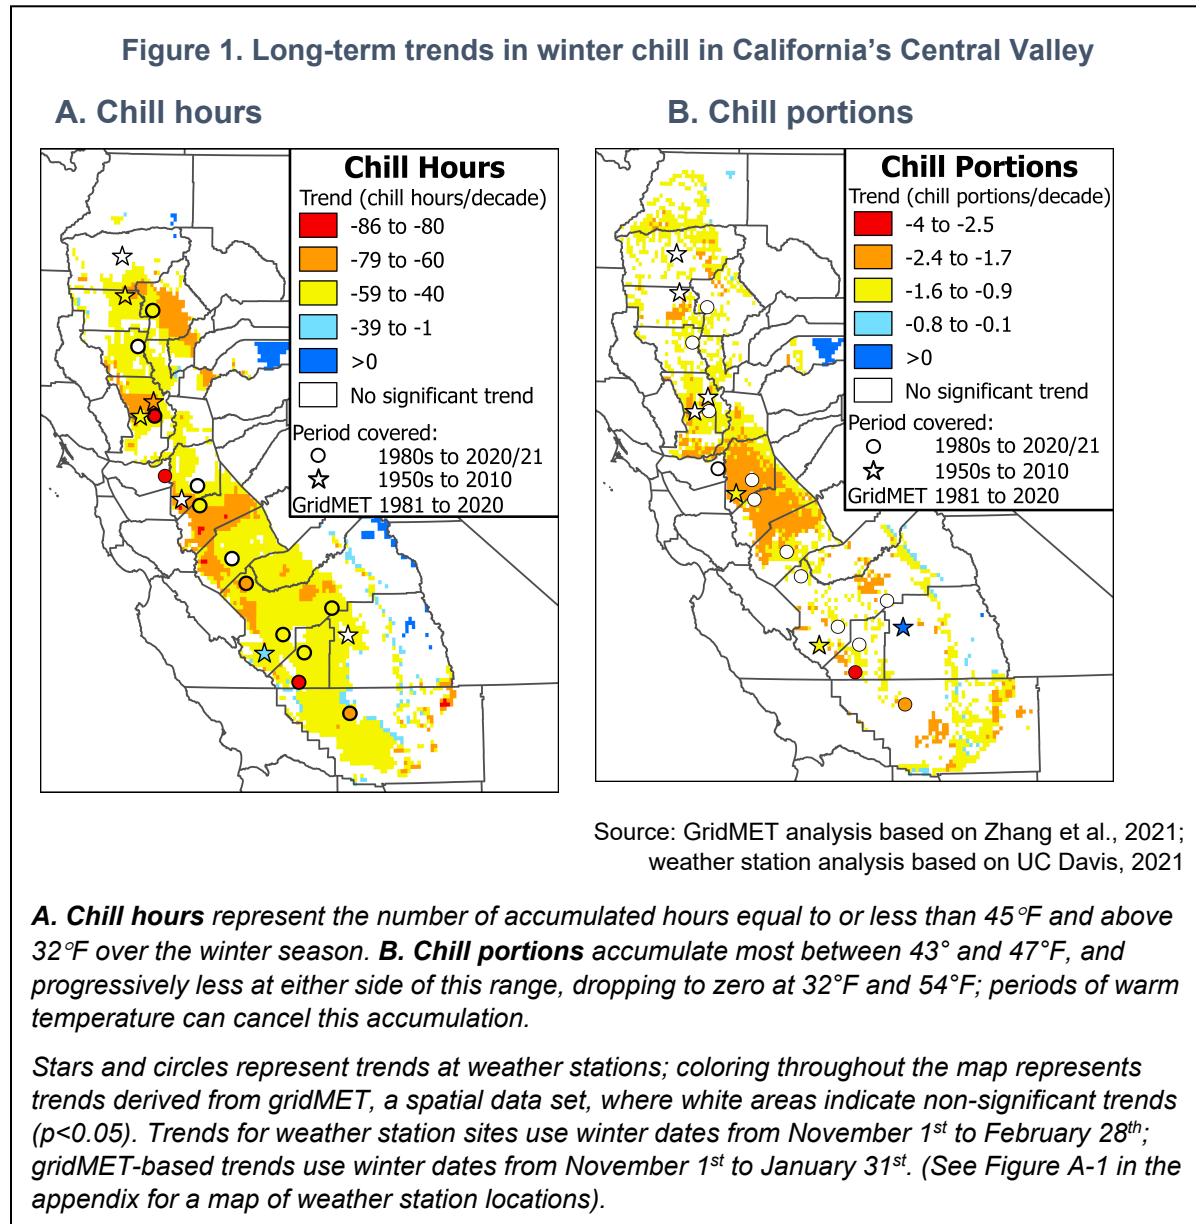 Figure 1. Long-term trends in winter chill in California's Central Valley
A. Chill hours
B. Chill portions
Chill Hours
Trend (chill hours/decade)
-86 to -80
-79 to -60
-59 to -40
-39 to -1
>0
No significant trend
Period covered:
1980s to 2020/21
1950s to 2010
GridMET 1981 to 2020
Chill Portions
Trend (chill portions/decade)
-4 to -2.5
-2.4 to -1.7
-1.6 to -0.9
-0.8 to -0.1
>0
No significant trend
Period covered:
1980s to 2020/21
1950s to 2010
GridMET 1981 to 2020
Source: GridMET analysis based on Zhang et al., 2021;
weather station analysis based on UC Davis, 2021
A. Chill hours represent the number of accumulated hours equal to or less than 45°F and above
32°F over the winter season. B. Chill portions accumulate most between 43° and 47°F, and
progressively less at either side of this range, dropping to zero at 32°F and 54°F; periods of warm
temperature can cancel this accumulation.
Stars and circles represent trends at weather stations; coloring throughout the map represents
trends derived from gridMET, a spatial data set, where white areas indicate non-significant trends
(p<0.05). Trends for weather station sites use winter dates from November 1st to February 28th;
gridMET-based trends use winter dates from November 1st to January 31st. (See Figure A-1 in the
appendix for a map of weather station locations).